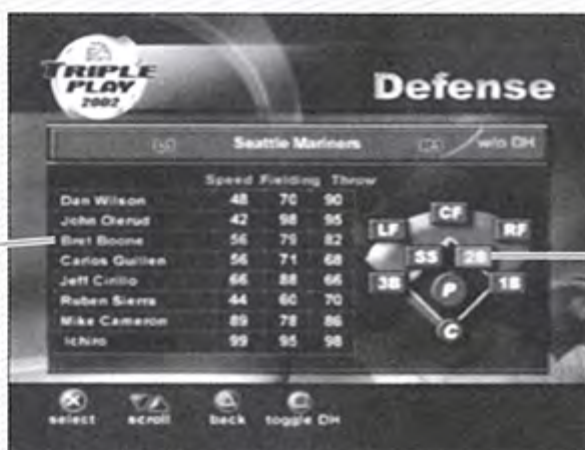 TRIPLE
PLAY
2002
Defense
Seattle Mariners
w/o DH
Speed Fielding Throw
Dan Wilson 48 70 90
John Olerud 42 98 95
Bret Boone 56 79 82
Carlos Guillen 56 71 68
Jeff Cirillo 66 88 66
Ruben Sierra 44 60 70
Mike Cameron 89 78 86
Ichiro 99 95 98
CF
LF RF
SS 2B
3B P 1B
C
select scroll back toggle DH